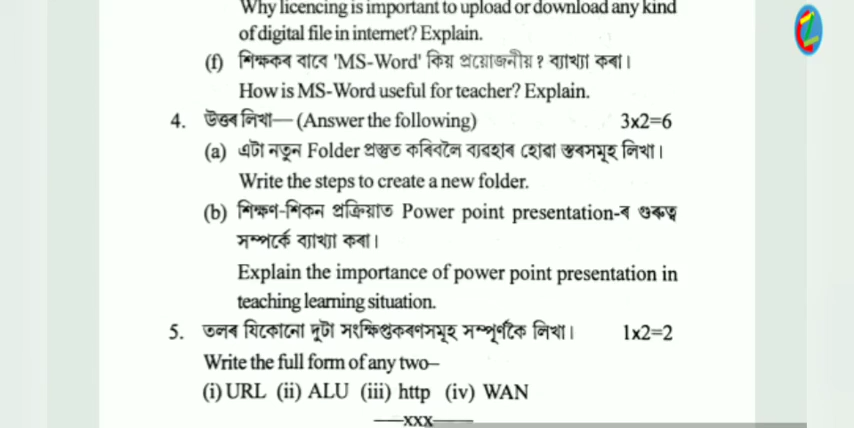 Why licencing is important to upload or download any kind
of digital file in internet? Explain.
(f) শিক্ষকৰ বাবে 'MS-Word' কিয় প্ৰয়োজনীয়? ব্যাখ্যা কৰা।
How is MS-Word useful for teacher? Explain.
4. উত্তৰ লিখা— (Answer the following) 3x2=6
(a) এটা নতুন Folder প্ৰস্তুত কৰিবলৈ ব্যৱহাৰ হোৱা স্তৰসমূহ লিখা।
Write the steps to create a new folder.
(b) শিক্ষণ-শিকন প্ৰক্ৰিয়াত Power point presentation-ৰ গুৰুত্ব
সম্পৰ্কে ব্যাখ্যা কৰা।
Explain the importance of power point presentation in
teaching learning situation.
5. তলৰ যিকোনো দুটা সংক্ষিপ্তকৰণসমূহ সম্পূৰ্ণকৈ লিখা। 1x2=2
Write the full form of any two–
(i) URL (ii) ALU (iii) http (iv) WAN
——xxx——